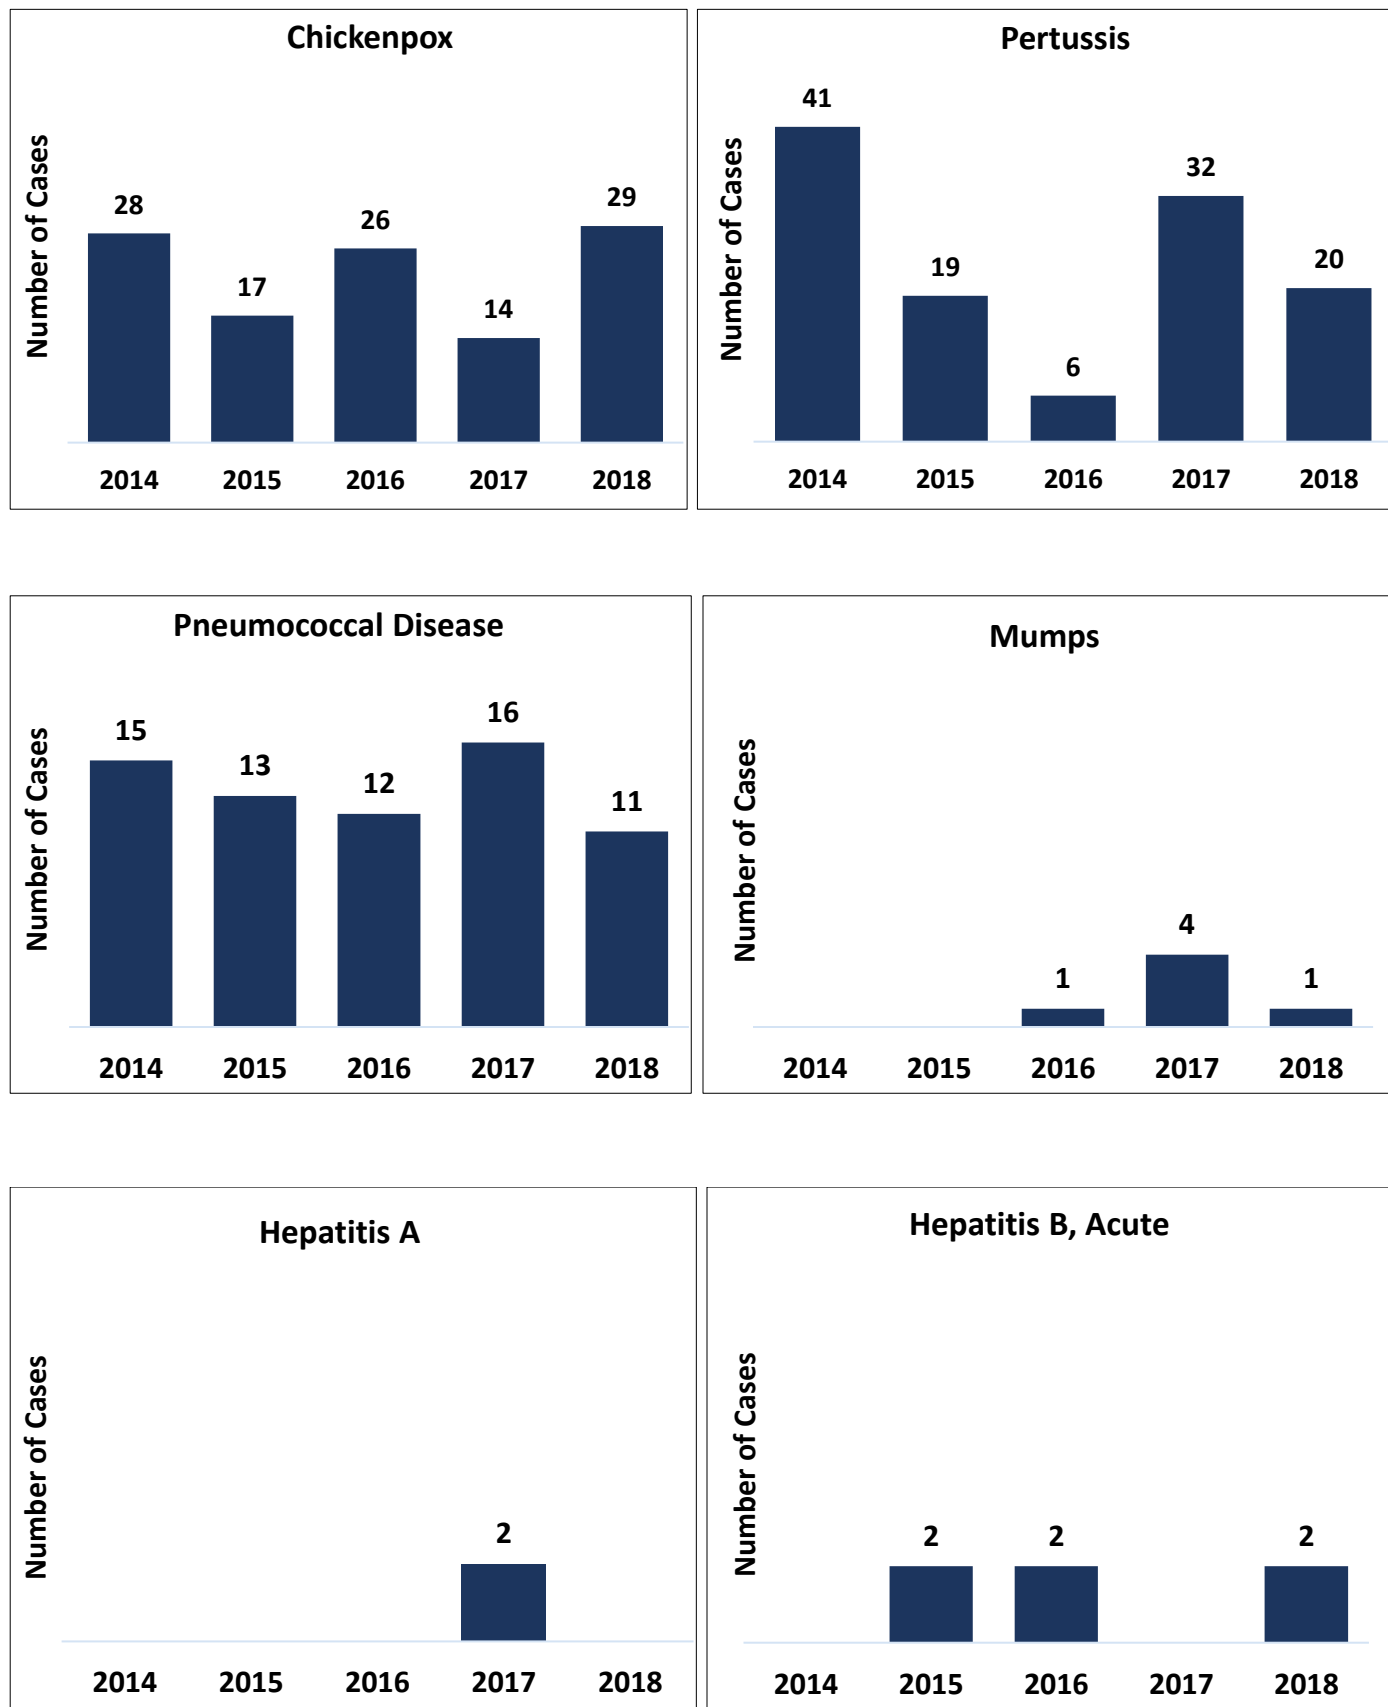 Chickenpox
Number of Cases
28
17
26
14
29
2014 2015 2016 2017 2018
Pertussis
Number of Cases
41
19
6
32
20
2014 2015 2016 2017 2018
Pneumococcal Disease
Number of Cases
15
13
12
16
11
2014 2015 2016 2017 2018
Mumps
Number of Cases
1
4
1
2014 2015 2016 2017 2018
Hepatitis A
Number of Cases
2
2014 2015 2016 2017 2018
Hepatitis B, Acute
Number of Cases
2
2
2
2014 2015 2016 2017 2018